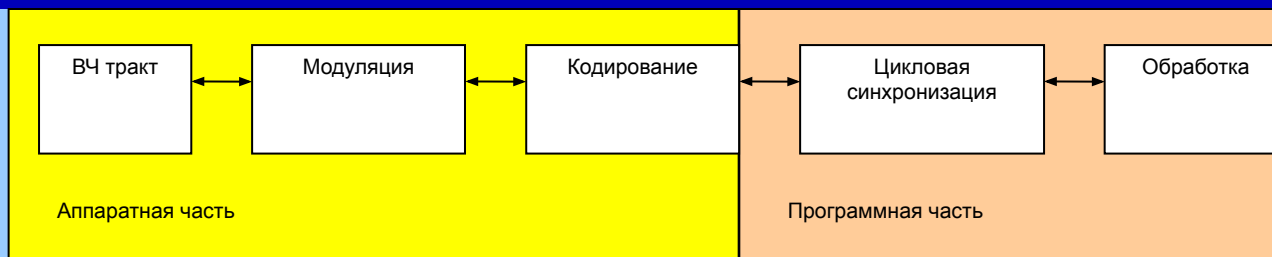 ВЧ тракт
Модуляция
Кодирование
Цикловая
синхронизация
Обработка
Аппаратная часть
Программная часть